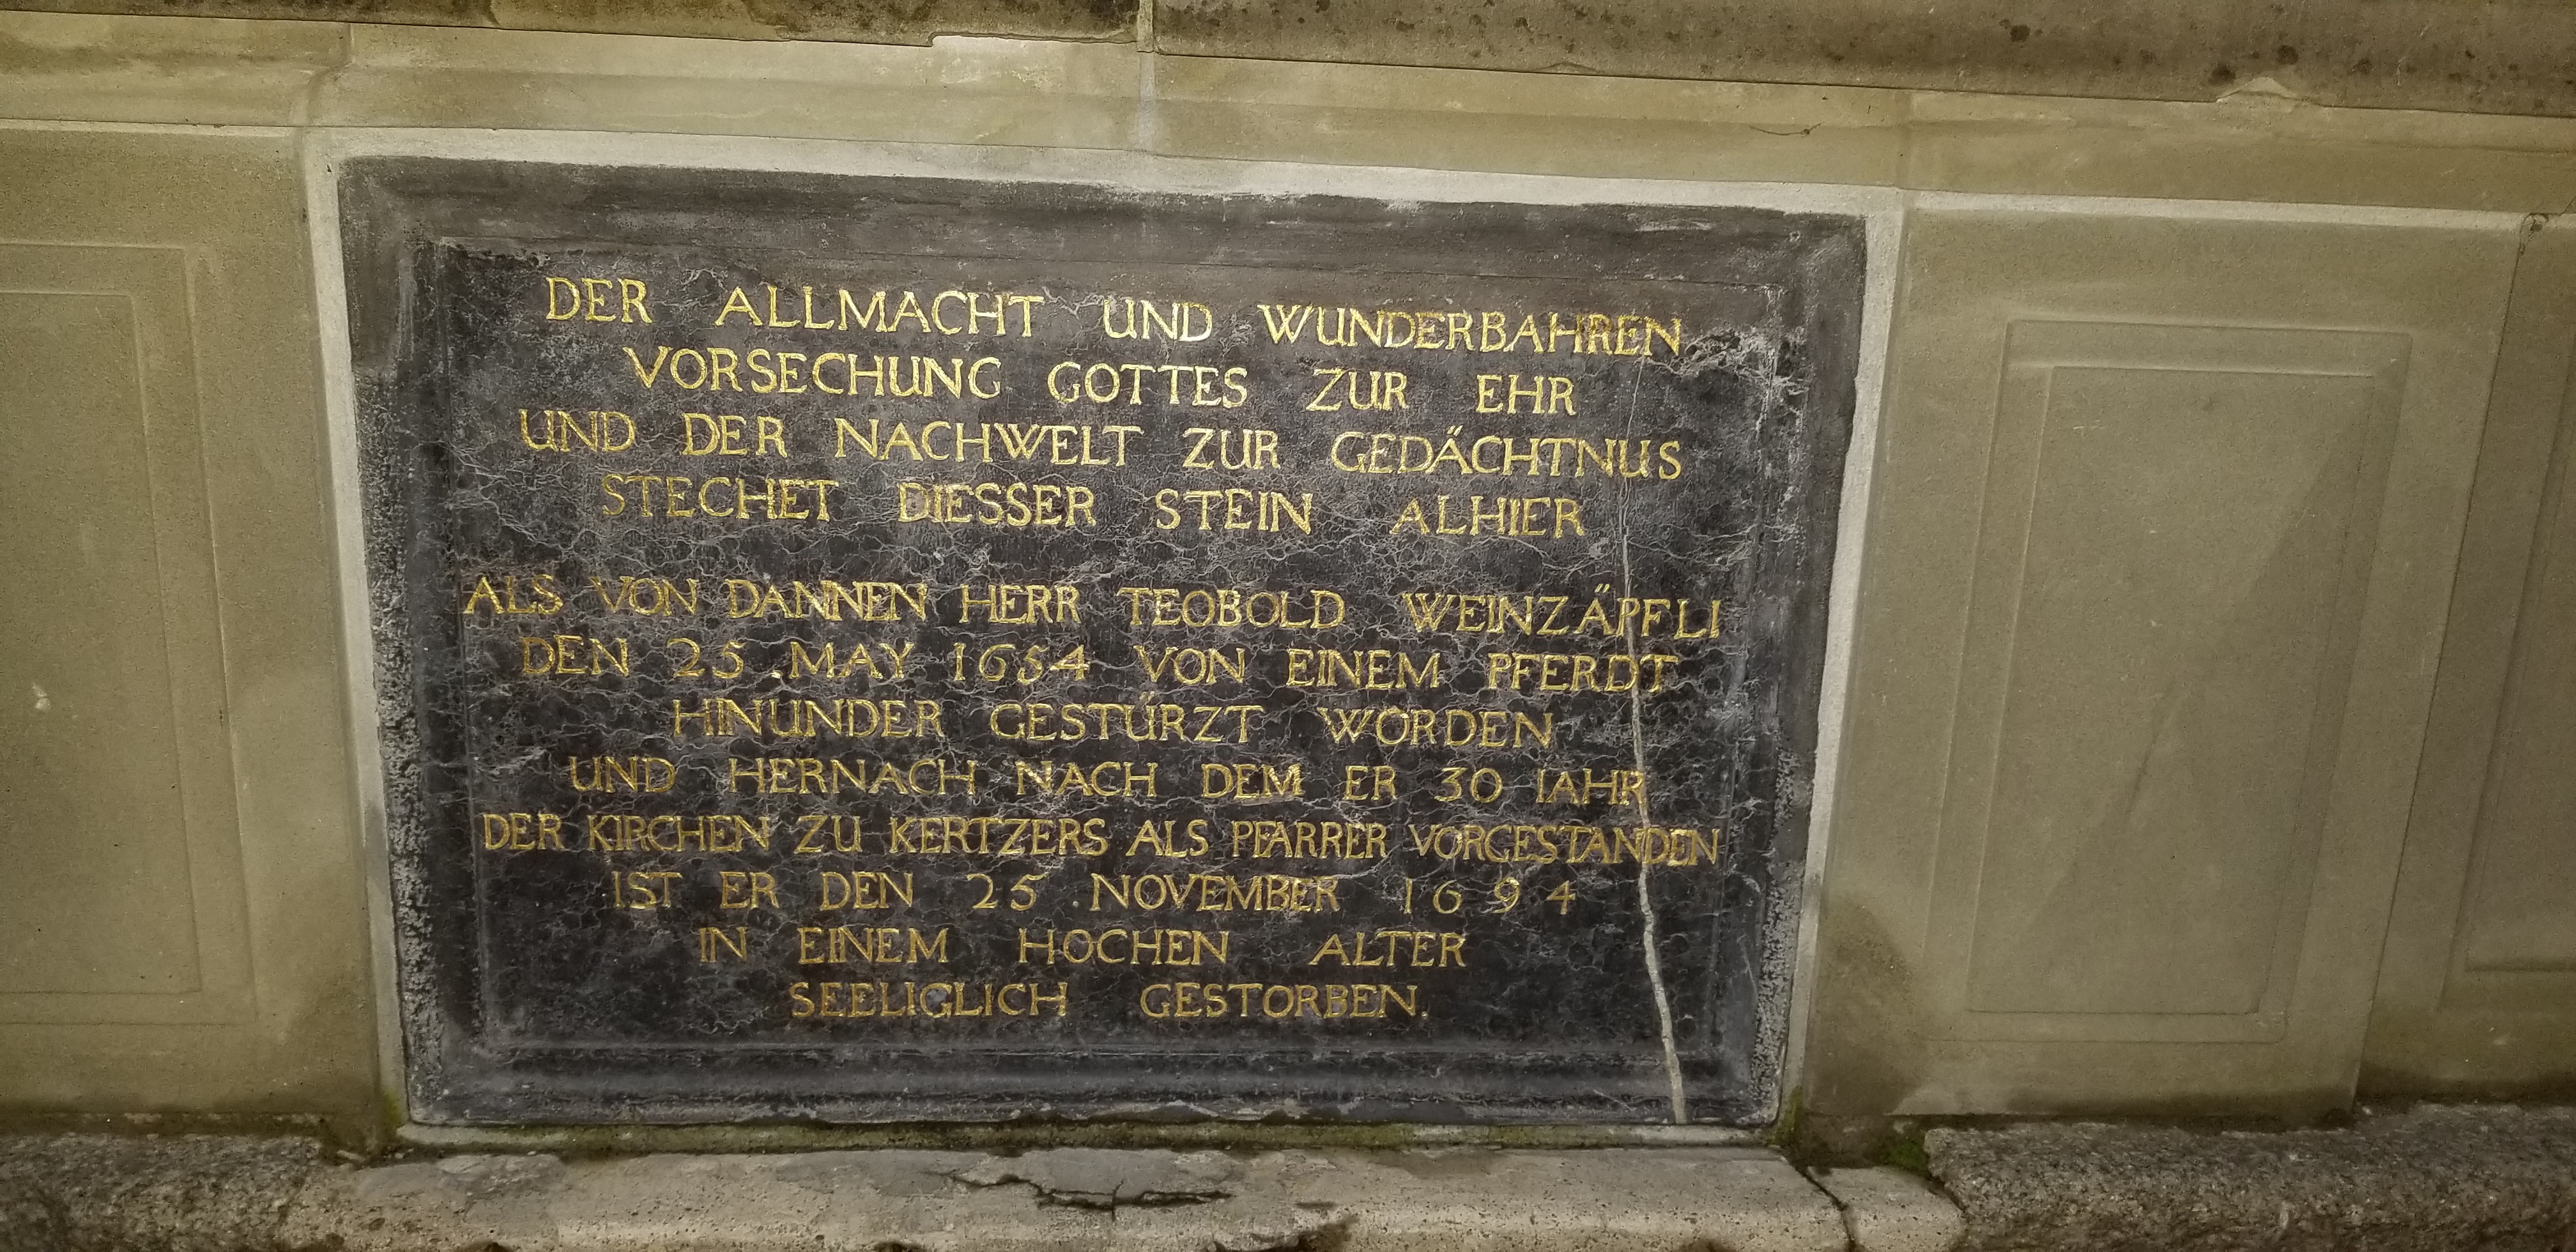 DER ALLMACHT UND WUNDERBAHREN
VORSECHUNG GOTTES ZUR EHR
UND DER NACHWELT ZUR GEDÄCHTNUS
STECHET DIESSER STEIN ALHIER
ALS VON DANNEN HERR TEOBOLD WEINZÄPFLI
DEN 25. MAY 1654 VON EINEM PFERDT
HINUNDER GESTÜRZT WORDEN
UND HERNACH NACH DEM ER 30 IAHR
DER KIRCHEN ZU KERTZERS ALS PFARRER VORGESTANDEN
IST ER DEN 25. NOVEMBER 1694
IN EINEM HOCHEN ALTER
SEELIGLICH GESTORBEN.